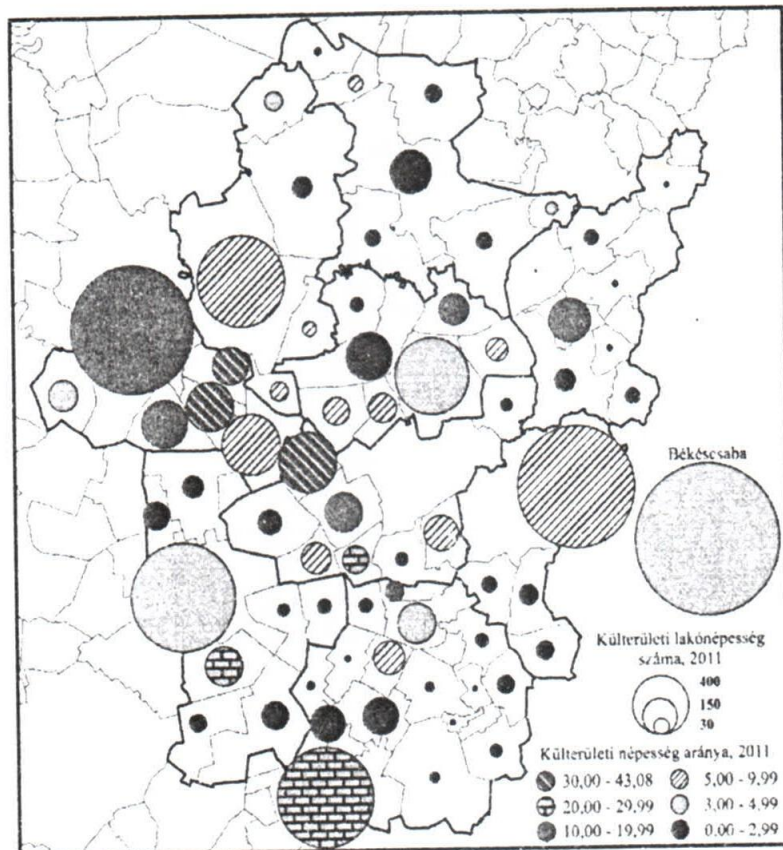 Békéscsaba
Külterületi lakónépesség
száma, 2011
400
150
30
Külterületi népesség aránya, 2011
30,00 - 43,08
5,00 - 9,99
20,00 - 29,99
3,00 - 4,99
10,00 - 19,99
0,00 - 2,99